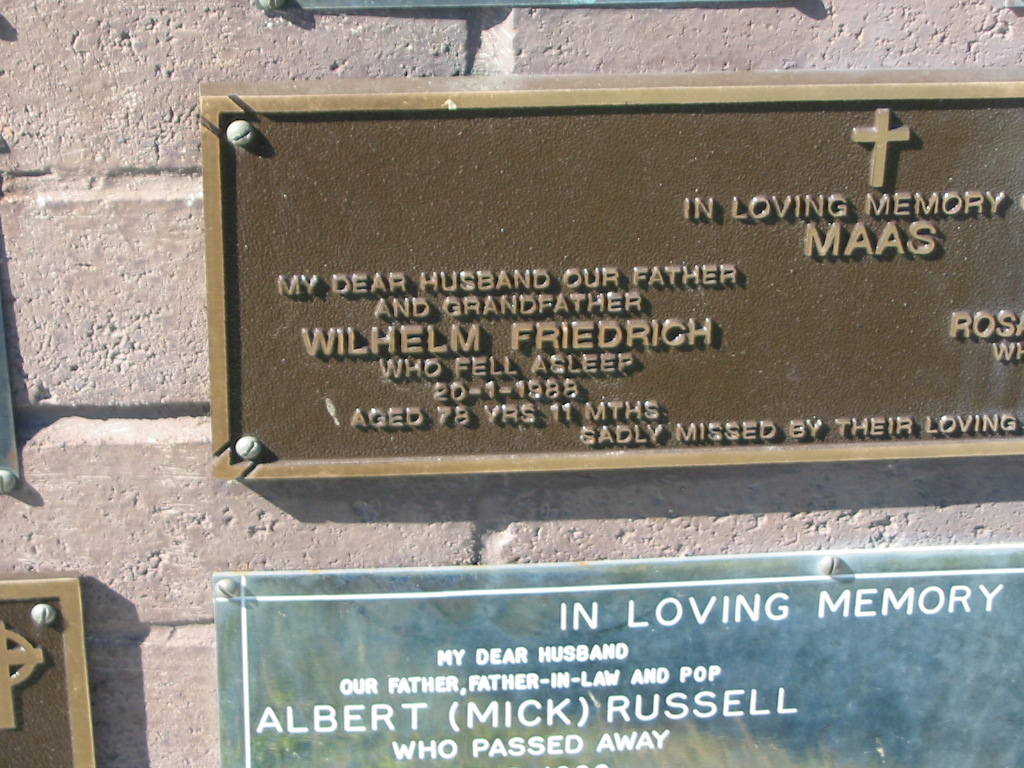 IN LOVING MEMORY
MAAS
MY DEAR HUSBAND OUR FATHER
AND GRANDFATHER
WILHELM FRIEDRICH
WHO FELL ASLEEP
20-1-1988
AGED 78 YRS 11 MTHS
ROSA
WH
SADLY MISSED BY THEIR LOVING
IN LOVING MEMORY
MY DEAR HUSBAND
OUR FATHER, FATHER-IN-LAW AND POP
ALBERT (MICK) RUSSELL
WHO PASSED AWAY